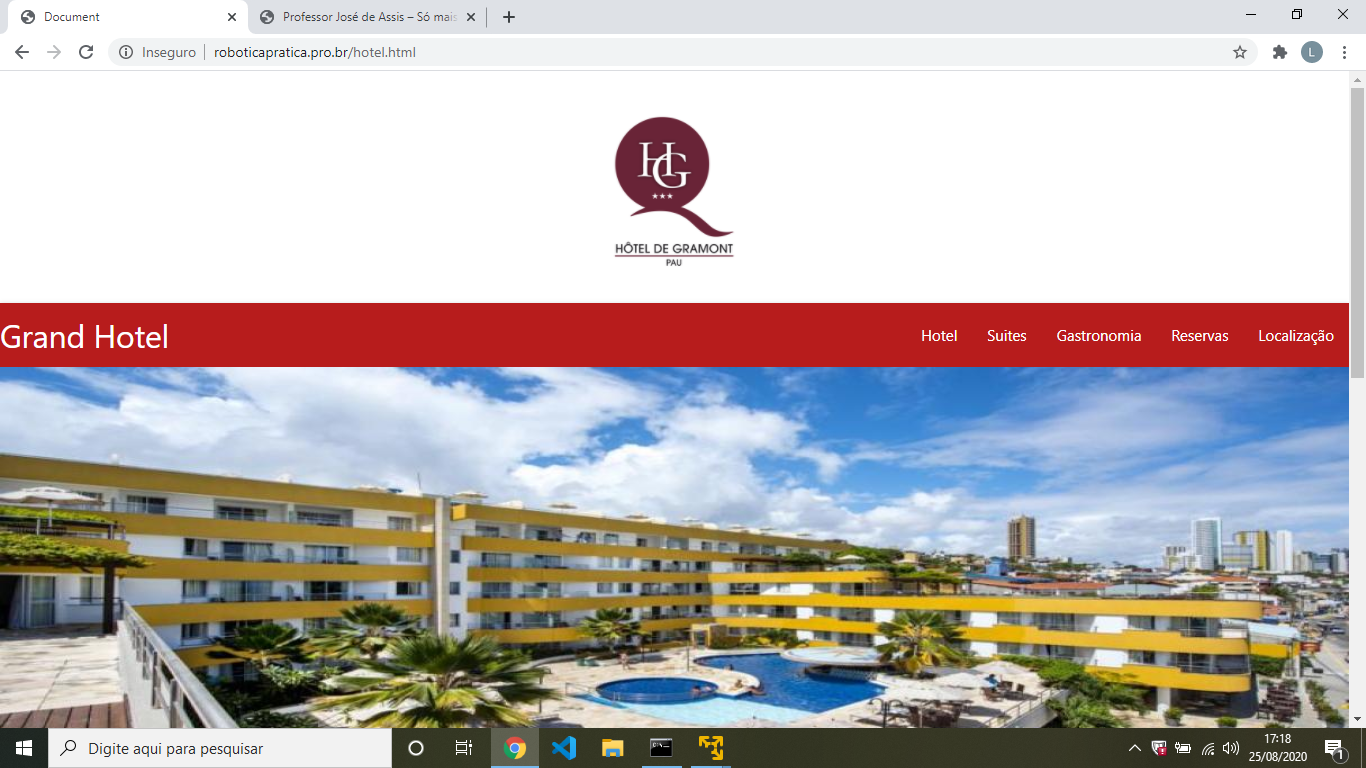 Document
Professor José de Assis – Só mais
Inseguro
roboticapratica.pro.br/hotel.html
L
HG
HÔTEL DE GRAMONT
PAU
Grand Hotel
Hotel
Suites
Gastronomia
Reservas
Localização
Digite aqui para pesquisar
17:18
25/08/2020
1